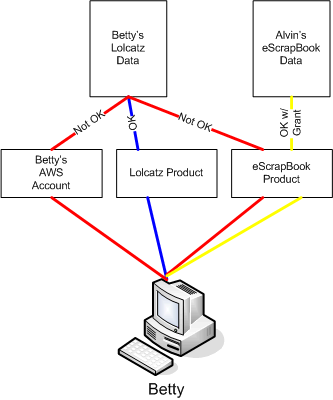 Betty's
Lolcatz
Data
Alvin's
eScrapBook
Data
Not OK
OK
Not OK
OK w/
Grant
Betty's
AWS
Account
Lolcatz Product
eScrapBook
Product
Betty